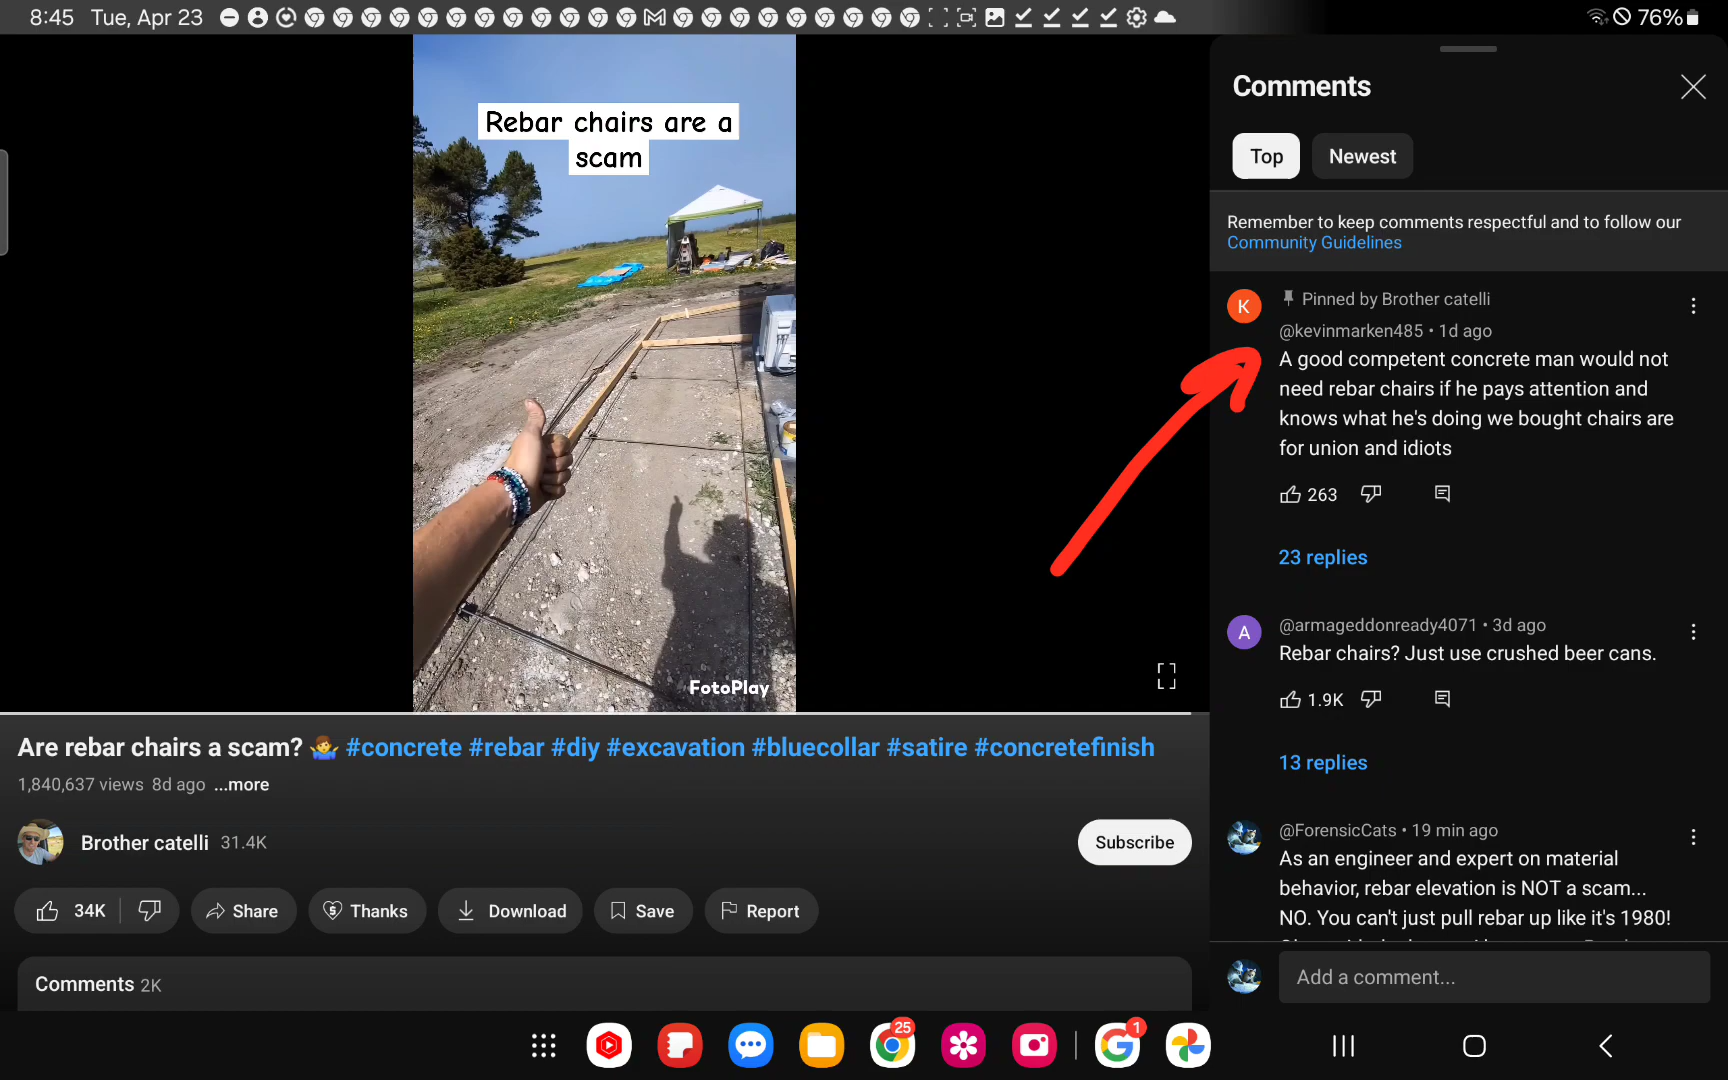 8:45 Tue, Apr 23
76%
Rebar chairs are a
scam
FotoPlay
Are rebar chairs a scam? 🤷 #concrete #rebar #diy #excavation #bluecollar #satire #concretefinish
1,840,637 views 8d ago ...more
Brother catelli 31.4K
Subscribe
34K
Share
Thanks
Download
Save
Report
Comments 2K
Comments
Top
Newest
Remember to keep comments respectful and to follow our
Community Guidelines
K
Pinned by Brother catelli
@kevinmarken485 • 1d ago
A good competent concrete man would not
need rebar chairs if he pays attention and
knows what he's doing we bought chairs are
for union and idiots
263
23 replies
A
@armageddonready4071 • 3d ago
Rebar chairs? Just use crushed beer cans.
1.9K
13 replies
@ForensicCats • 19 min ago
As an engineer and expert on material
behavior, rebar elevation is NOT a scam...
NO. You can't just pull rebar up like it's 1980!
Add a comment...
25
1